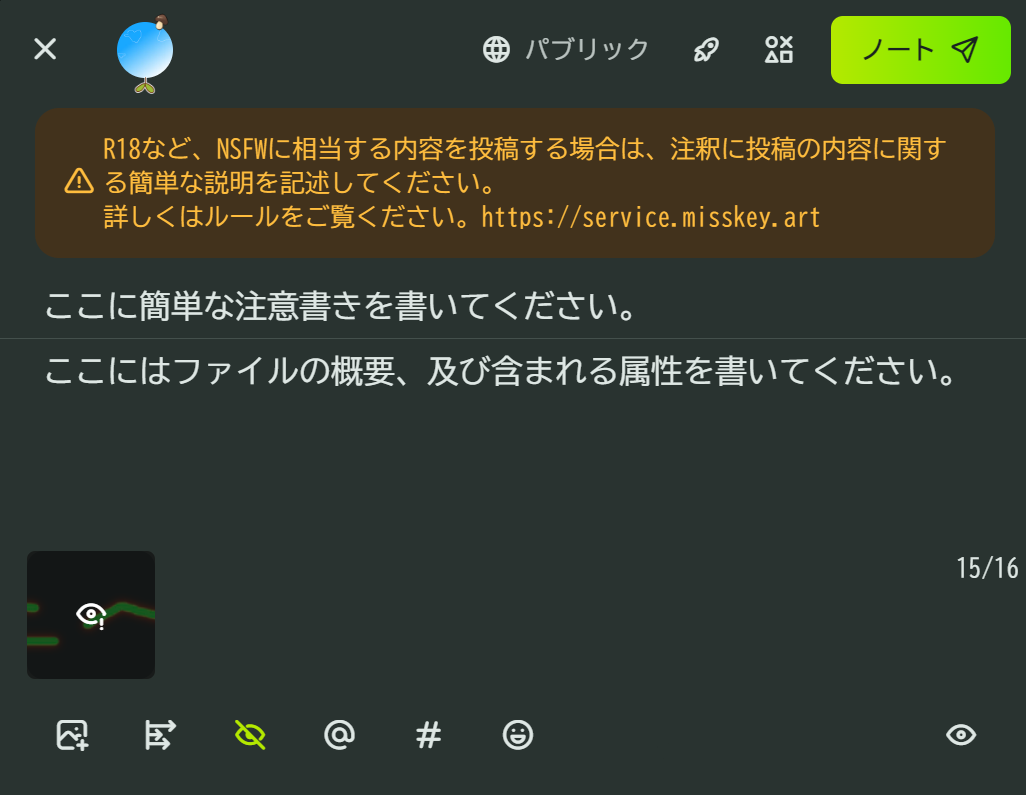 パブリック
ノート
R18など、NSFWに相当する内容を投稿する場合は、注釈に投稿の内容に関す
る簡単な説明を記述してください。
詳しくはルールをご覧ください。https://service.misskey.art
ここに簡単な注意書きを書いてください。
ここにはファイルの概要、及び含まれる属性を書いてください。
15/16